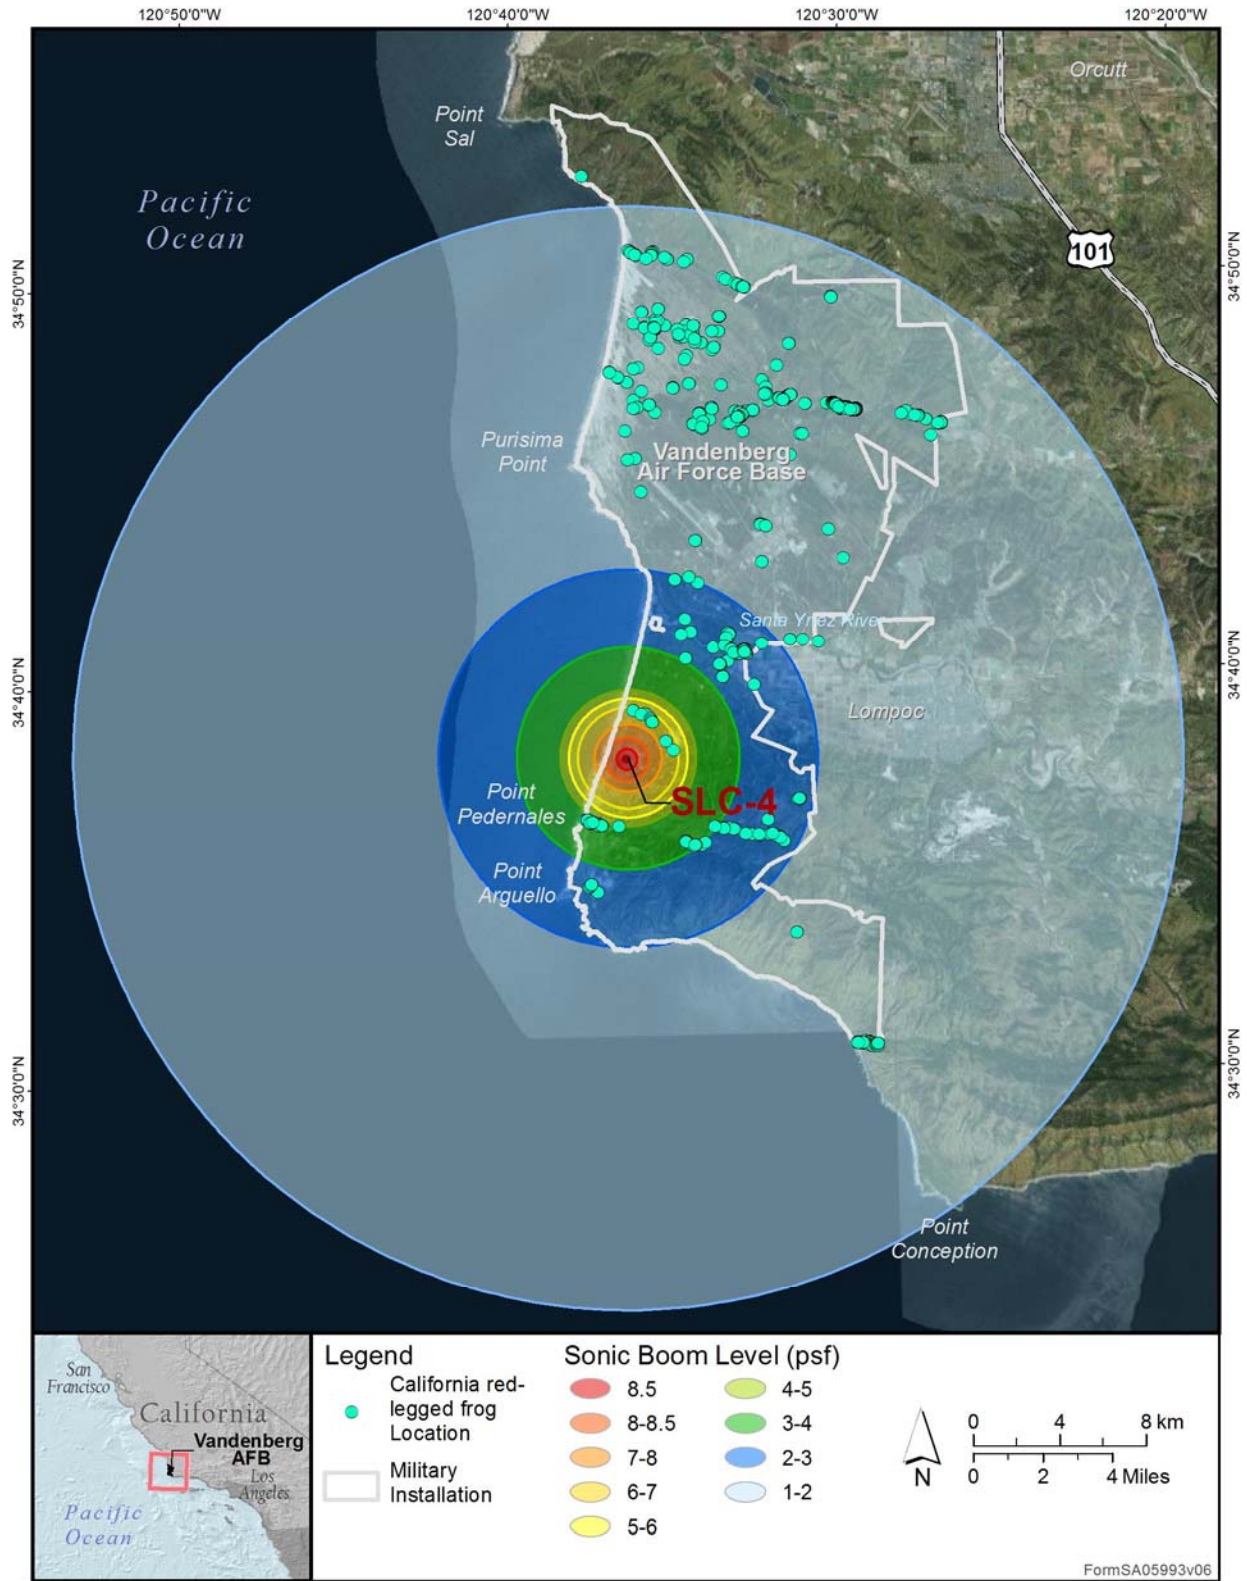 120°50'0"W
120°40'0"W
120°30'0"W
120°20'0"W
Orcutt
Point
Sal
Pacific
Ocean
101
34°50'0"N
34°50'0"N
Purisima
Point
Vandenberg
Air Force Base
Santa Ynez River
34°40'0"N
34°40'0"N
Lompoc
Point
Pedernales
SLC-4
Point
Arguello
34°30'0"N
34°30'0"N
Point
Conception
San
Francisco
California
Vandenberg
AFB
Los
Angeles
Pacific
Ocean
Legend
California red-
legged frog
Location
Military
Installation
Sonic Boom Level (psf)
8.5
8-8.5
7-8
6-7
5-6
4-5
3-4
2-3
1-2
N
0 4 8 km
0 2 4 Miles
FormSA05993v06